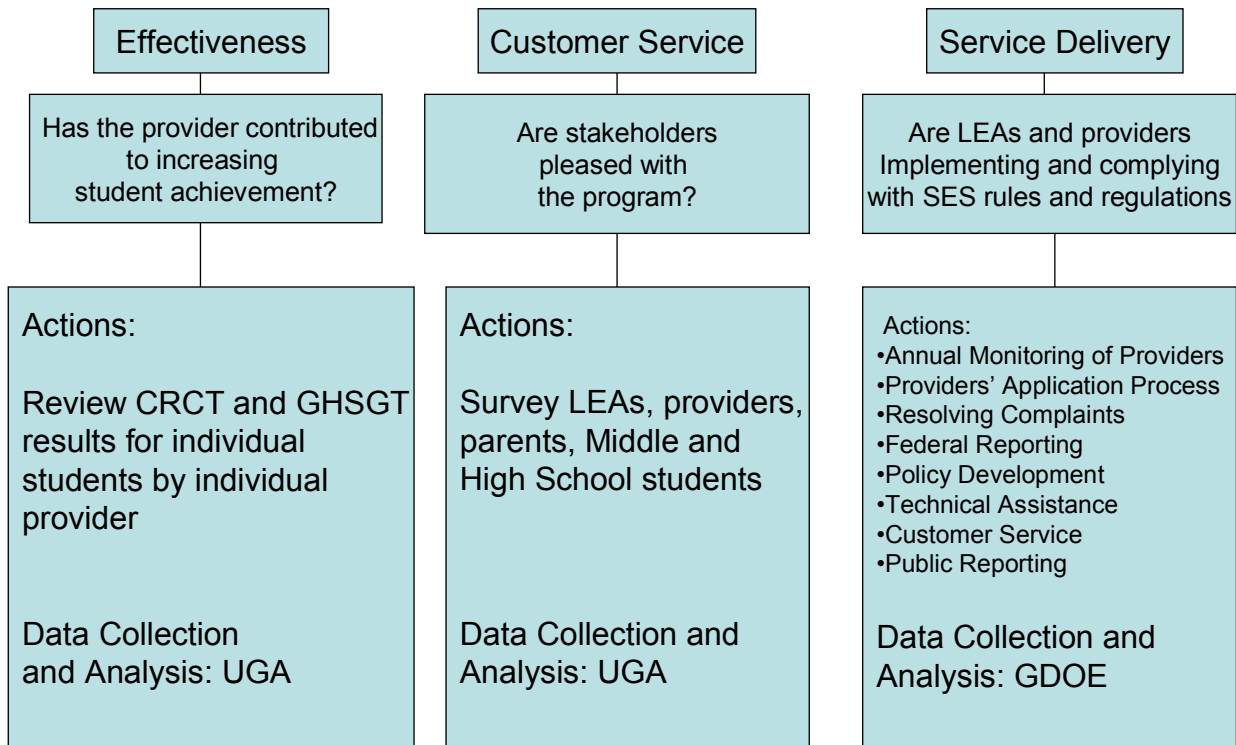 Effectiveness
Has the provider contributed
to increasing
student achievement?
Actions:
Review CRCT and GHSGT
results for individual
students by individual
provider
Data Collection
and Analysis: UGA
Customer Service
Are stakeholders
pleased with
the program?
Actions:
Survey LEAs, providers,
parents, Middle and
High School students
Data Collection and
Analysis: UGA
Service Delivery
Are LEAs and providers
Implementing and complying
with SES rules and regulations
Actions:
•Annual Monitoring of Providers
•Providers’ Application Process
•Resolving Complaints
•Federal Reporting
•Policy Development
•Technical Assistance
•Customer Service
•Public Reporting
Data Collection and
Analysis: GDOE